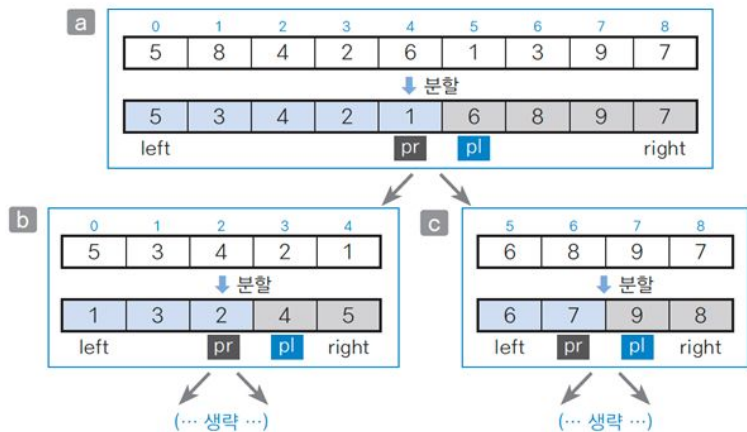 a
0 1 2 3 4 5 6 7 8
5 8 4 2 6 1 3 9 7
분할
5 3 4 2 1 6 8 9 7
left pr pl right
b
0 1 2 3 4
5 3 4 2 1
분할
1 3 2 4 5
left pr pl right
(… 생략 …)
c
5 6 7 8
6 8 9 7
분할
6 7 9 8
left pr pl right
(… 생략 …)